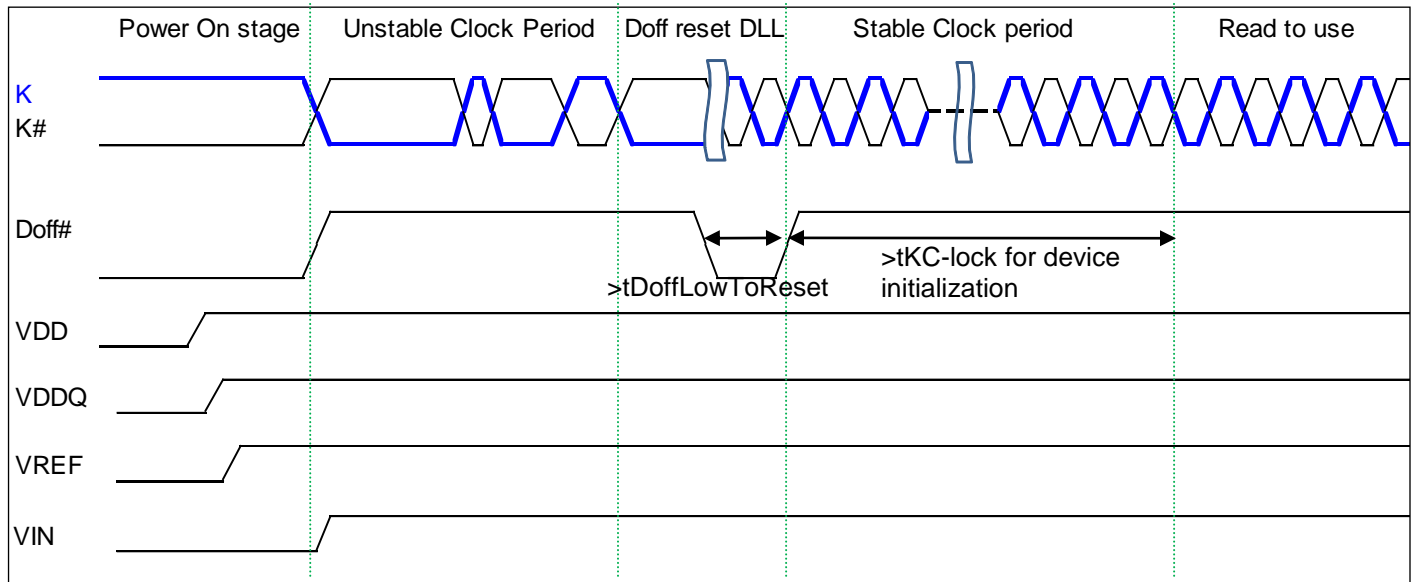 Power On stage
Unstable Clock Period
Doff reset DLL
Stable Clock period
Read to use
K
K#
Doff#
>tDoffLowToReset
>tKC-lock for device
initialization
VDD
VDDQ
VREF
VIN